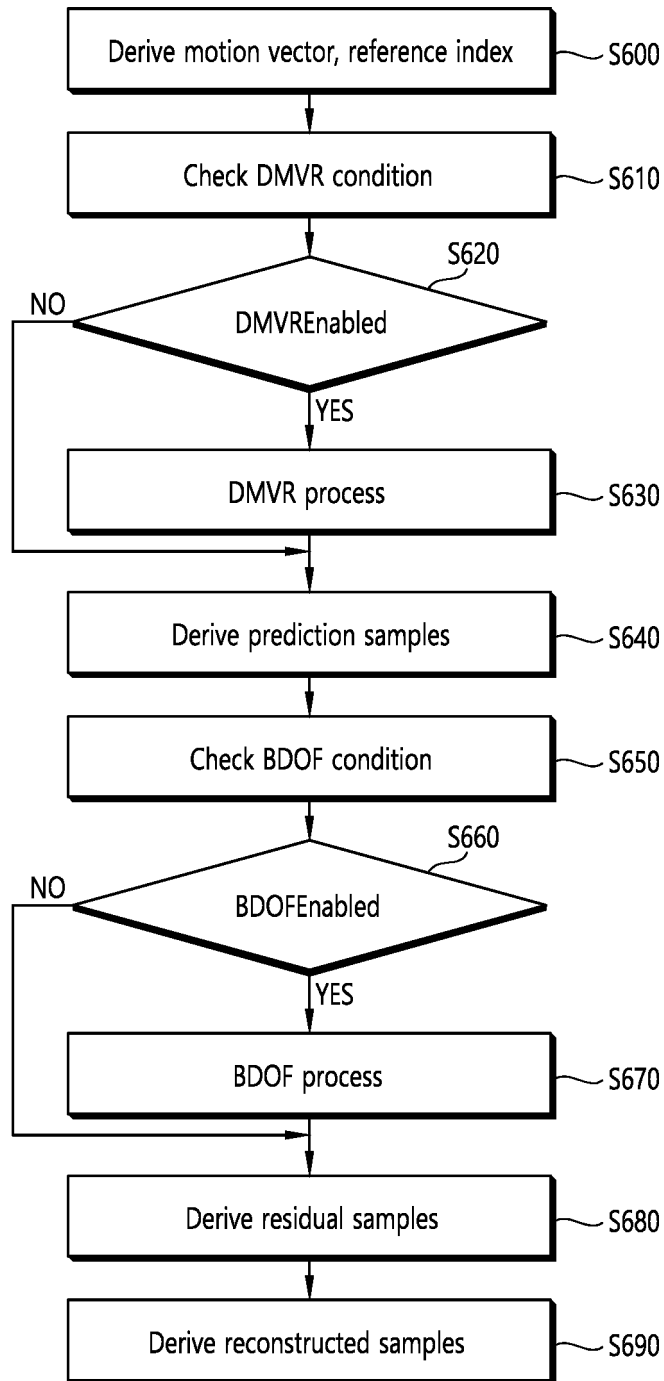 Derive motion vector, reference index
S600
Check DMVR condition
S610
S620
NO
DMVREnabled
YES
DMVR process
S630
Derive prediction samples
S640
Check BDOF condition
S650
S660
NO
BDOFEnabled
YES
BDOF process
S670
Derive residual samples
S680
Derive reconstructed samples
S690